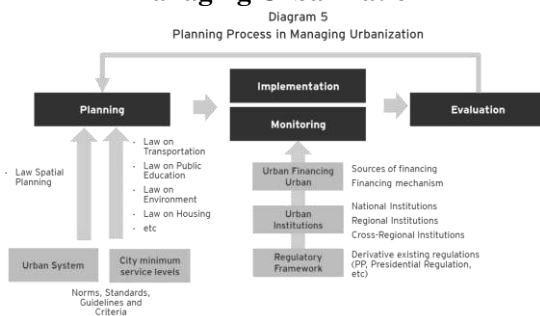 Diagram 5
Planning Process in Managing Urbanization
Implementation
Planning
Monitoring
Evaluation
· Law Spatial
Planning
· Law on
Transportation
· Law on Public
Education
· Law on
Environment
· Law on Housing
· etc
Urban Financing
Urban
Sources of financing
Financing mechanism
Urban
Institutions
National Institutions
Regional Institutions
Cross-Regional Institutions
Regulatory
Framework
Derivative existing regulations
(PP, Presidential Regulation,
etc)
Urban System
City minimum
service levels
Norms, Standards,
Guidelines and
Criteria